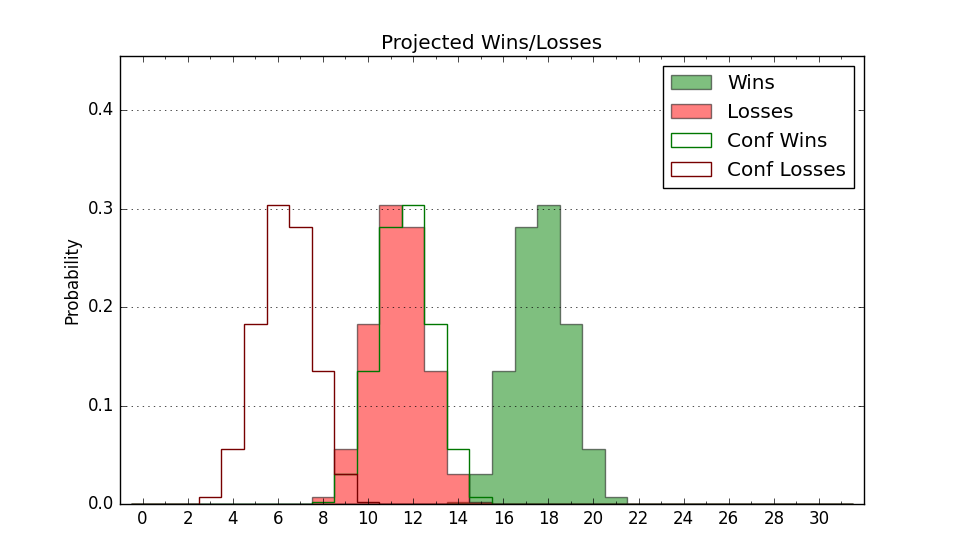 Projected Wins/Losses
Wins
Losses
Conf Wins
Conf Losses
Probability
0.4
0.3
0.2
0.1
0.0
0 2 4 6 8 10 12 14 16 18 20 22 24 26 28 30